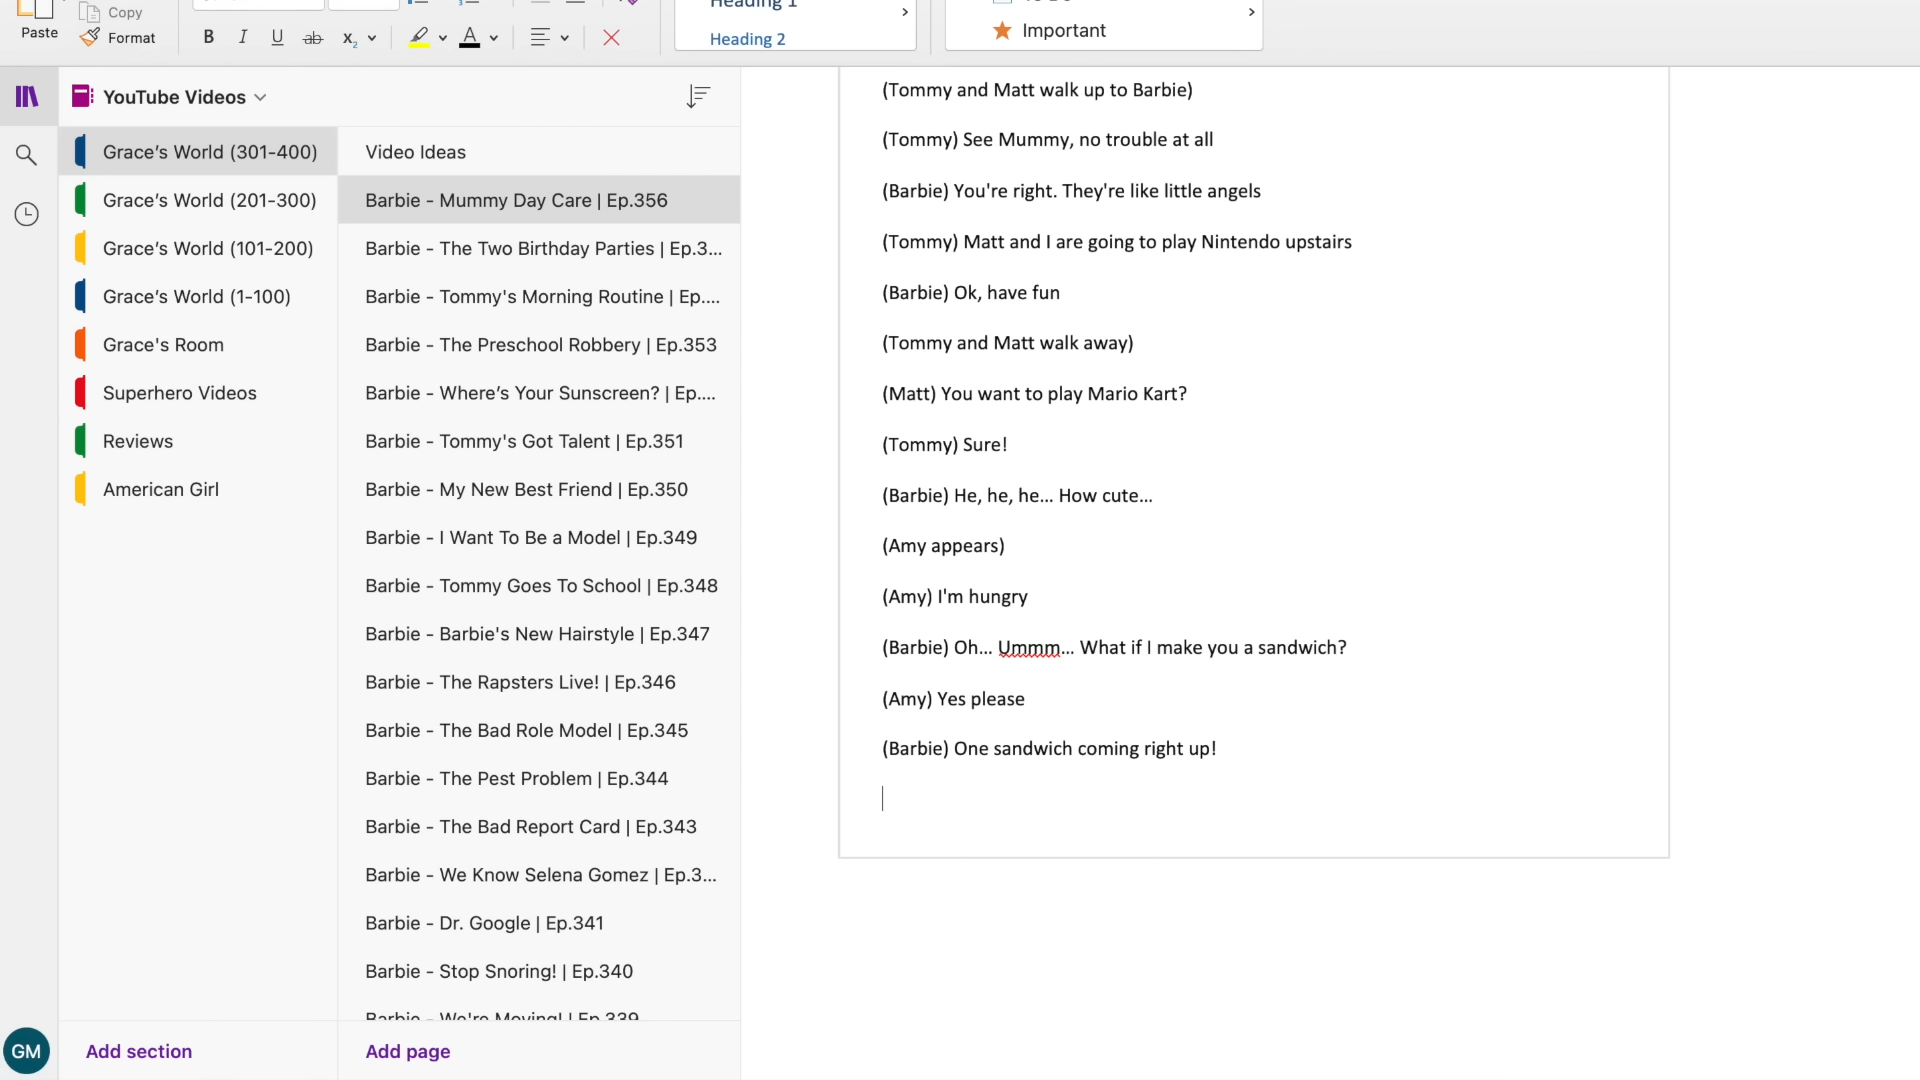 Paste
Copy
Format
B I U ab X2 A
Heading 1
Heading 2
Important
YouTube Videos
Grace's World (301-400)
Grace's World (201-300)
Grace's World (101-200)
Grace's World (1-100)
Grace's Room
Superhero Videos
Reviews
American Girl
Video Ideas
Barbie - Mummy Day Care | Ep.356
Barbie - The Two Birthday Parties | Ep.3...
Barbie - Tommy's Morning Routine | Ep....
Barbie - The Preschool Robbery | Ep.353
Barbie - Where's Your Sunscreen? | Ep....
Barbie - Tommy's Got Talent | Ep.351
Barbie - My New Best Friend | Ep.350
Barbie - I Want To Be a Model | Ep.349
Barbie - Tommy Goes To School | Ep.348
Barbie - Barbie's New Hairstyle | Ep.347
Barbie - The Rapsters Live! | Ep.346
Barbie - The Bad Role Model | Ep.345
Barbie - The Pest Problem | Ep.344
Barbie - The Bad Report Card | Ep.343
Barbie - We Know Selena Gomez | Ep.3...
Barbie - Dr. Google | Ep.341
Barbie - Stop Snoring! | Ep.340
Barbie - We're Moving! | Ep.339
(Tommy and Matt walk up to Barbie)
(Tommy) See Mummy, no trouble at all
(Barbie) You're right. They're like little angels
(Tommy) Matt and I are going to play Nintendo upstairs
(Barbie) Ok, have fun
(Tommy and Matt walk away)
(Matt) You want to play Mario Kart?
(Tommy) Sure!
(Barbie) He, he, he... How cute...
(Amy appears)
(Amy) I'm hungry
(Barbie) Oh... Ummm... What if I make you a sandwich?
(Amy) Yes please
(Barbie) One sandwich coming right up!
GM
Add section
Add page